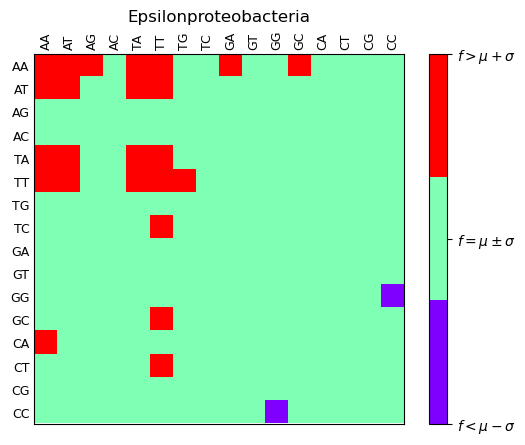 Epsilonproteobacteria
AA AT AG AC TA TT TG TC GA GT GG GC CA CT CG CC
AA
AT
AG
AC
TA
TT
TG
TC
GA
GT
GG
GC
CA
CT
CG
CC
f > μ + σ
f = μ ± σ
f < μ − σ